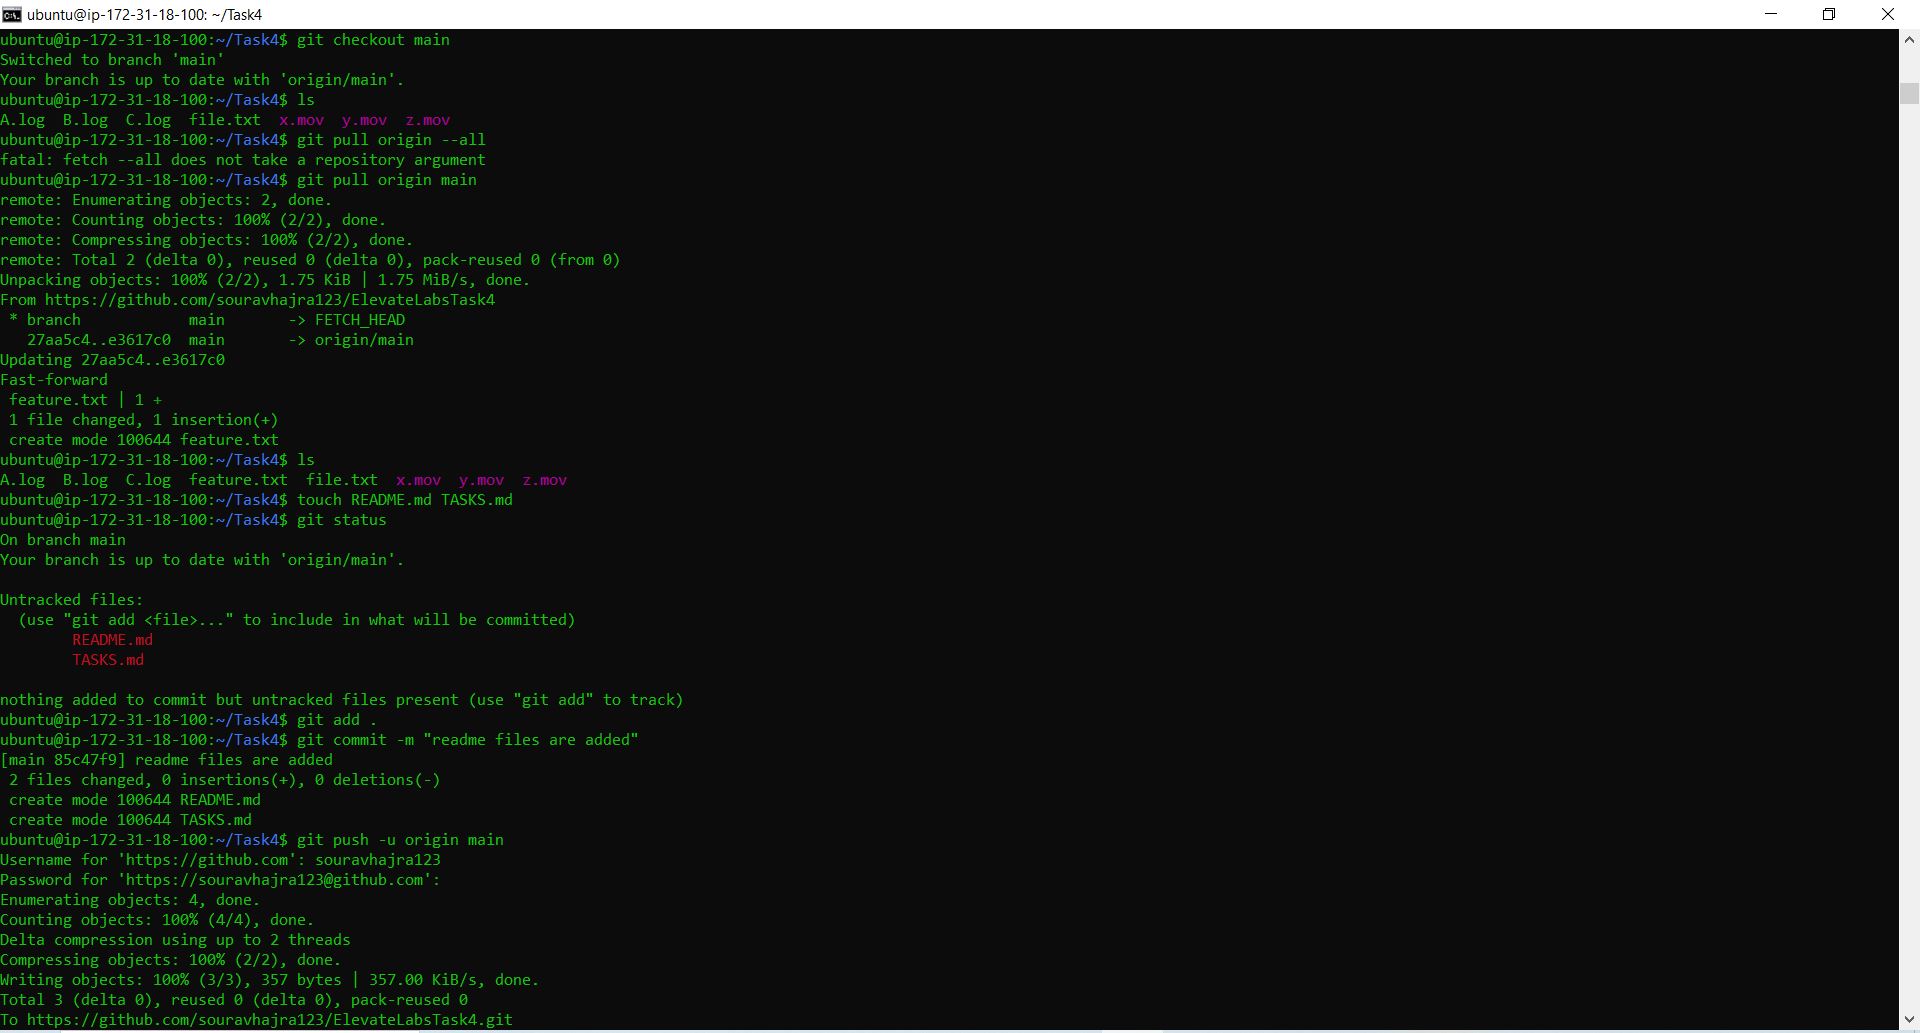 ubuntu@ip-172-31-18-100: ~/Task4
ubuntu@ip-172-31-18-100:~/Task4$ git checkout main
Switched to branch 'main'
Your branch is up to date with 'origin/main'.
ubuntu@ip-172-31-18-100:~/Task4$ ls
A.log  B.log  C.log  file.txt  x.mov  y.mov  z.mov
ubuntu@ip-172-31-18-100:~/Task4$ git pull origin --all
fatal: fetch --all does not take a repository argument
ubuntu@ip-172-31-18-100:~/Task4$ git pull origin main
remote: Enumerating objects: 2, done.
remote: Counting objects: 100% (2/2), done.
remote: Compressing objects: 100% (2/2), done.
remote: Total 2 (delta 0), reused 0 (delta 0), pack-reused 0 (from 0)
Unpacking objects: 100% (2/2), 1.75 KiB | 1.75 MiB/s, done.
From https://github.com/souravhajra123/ElevateLabsTask4
 * branch            main       -> FETCH_HEAD
   27aa5c4..e3617c0  main       -> origin/main
Updating 27aa5c4..e3617c0
Fast-forward
 feature.txt | 1 +
 1 file changed, 1 insertion(+)
 create mode 100644 feature.txt
ubuntu@ip-172-31-18-100:~/Task4$ ls
A.log  B.log  C.log  feature.txt  file.txt  x.mov  y.mov  z.mov
ubuntu@ip-172-31-18-100:~/Task4$ touch README.md TASKS.md
ubuntu@ip-172-31-18-100:~/Task4$ git status
On branch main
Your branch is up to date with 'origin/main'.
Untracked files:
  (use "git add <file>..." to include in what will be committed)
        README.md
        TASKS.md
nothing added to commit but untracked files present (use "git add" to track)
ubuntu@ip-172-31-18-100:~/Task4$ git add .
ubuntu@ip-172-31-18-100:~/Task4$ git commit -m "readme files are added"
[main 85c47f9] readme files are added
 2 files changed, 0 insertions(+), 0 deletions(-)
 create mode 100644 README.md
 create mode 100644 TASKS.md
ubuntu@ip-172-31-18-100:~/Task4$ git push -u origin main
Username for 'https://github.com': souravhajra123
Password for 'https://souravhajra123@github.com':
Enumerating objects: 4, done.
Counting objects: 100% (4/4), done.
Delta compression using up to 2 threads
Compressing objects: 100% (2/2), done.
Writing objects: 100% (3/3), 357 bytes | 357.00 KiB/s, done.
Total 3 (delta 0), reused 0 (delta 0), pack-reused 0
To https://github.com/souravhajra123/ElevateLabsTask4.git